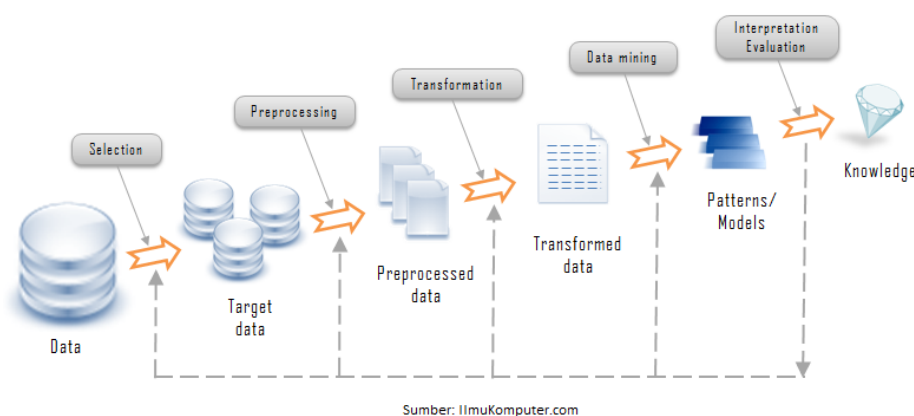 Interpretation
Evaluation
Data mining
Transformation
Preprocessing
Selection
Knowledge
Patterns/
Models
Transformed
data
Preprocessed
data
Target
data
Data
Sumber: IlmuKomputer.com